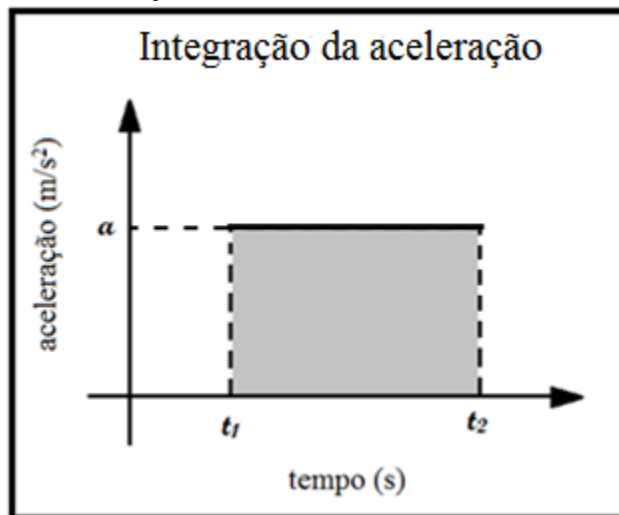 Integração da aceleração
aceleração (m/s²)
a
t₁
t₂
tempo (s)